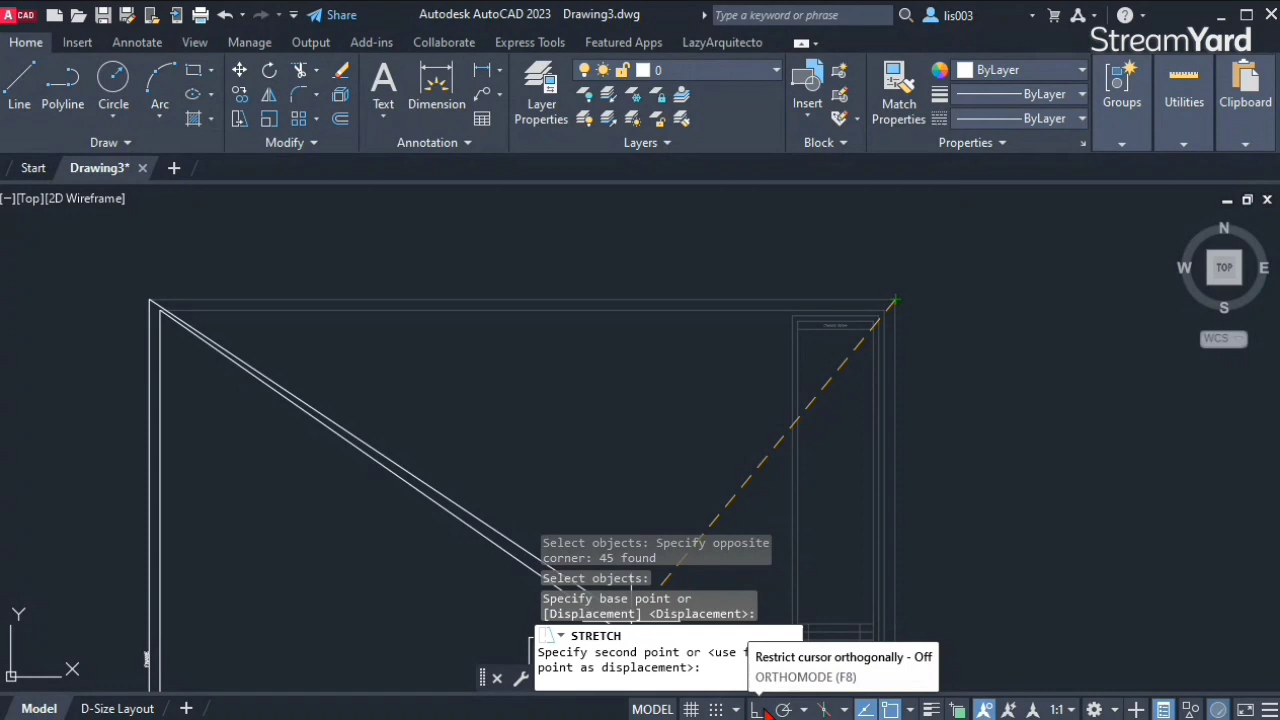 CAD
Share
Autodesk AutoCAD 2023 Drawing3.dwg
Type a keyword or phrase
lis003
StreamYard
Home Insert Annotate View Manage Output Add-ins Collaborate Express Tools Featured Apps LazyArquitecto
0
ByLayer
ByLayer
ByLayer
Line Polyline Circle Arc
Text Dimension
Layer Properties
Insert
Match Properties
Groups Utilities Clipboard
Draw Modify Annotation Layers Block Properties
Start Drawing3*
[−][Top][2D Wireframe]
N
W TOP E
S
WCS
Select objects: Specify opposite
corner: 45 found
Select objects:
Specify base point or
[Displacement] <Displacement>:
STRETCH
Specify second point or <use f
point as displacement>:
Restrict cursor orthogonally - Off
ORTHOMODE (F8)
Y
X
Model D-Size Layout
MODEL
1:1